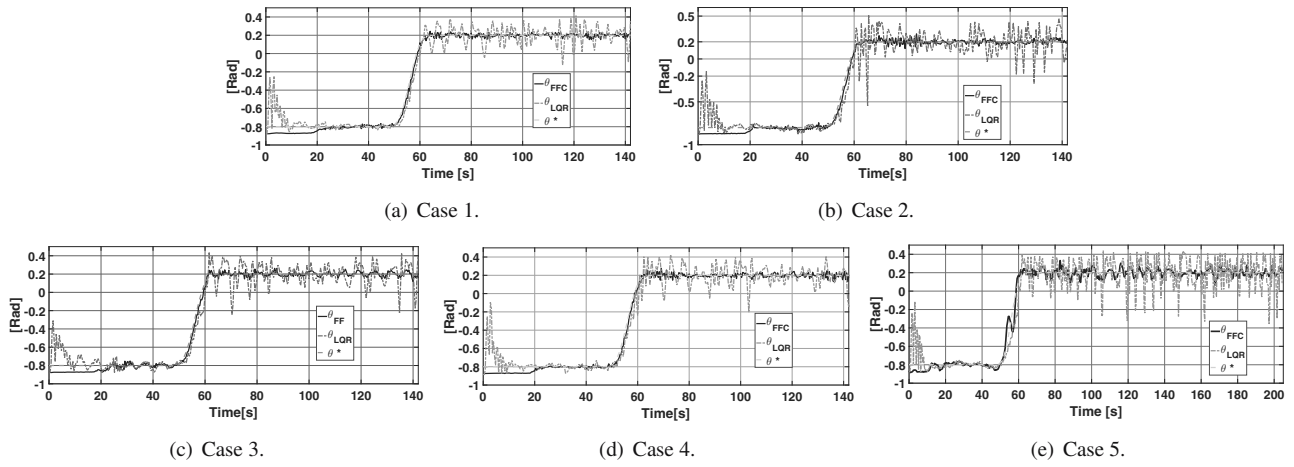 [Rad]
0.4
0.2
0
-0.2
-0.4
-0.6
-0.8
-1
0 20 40 60 80 100 120 140
Time [s]
θFFC
θLQR
θ *
(a) Case 1.
[Rad]
0.5
0.2
-0.2
-0.5
-1
0 20 40 60 80 100 120 140
Time[s]
θFFC
θLQR
θ *
(b) Case 2.
[Rad]
0.4
0.2
0
-0.2
-0.4
-0.6
-0.8
-1
0 20 40 60 80 100 120 140
Time[s]
θFF
θLQR
θ *
(c) Case 3.
[Rad]
0.4
0.2
0
-0.2
-0.4
-0.6
-0.8
-1
0 20 40 60 80 100 120 140
Time[s]
θFFC
θLQR
θ *
(d) Case 4.
[Rad]
0.4
0.2
0
-0.2
-0.4
-0.6
-0.8
-1
0 20 40 60 80 100 120 140 160 180 200
Time [s]
θFFC
θLQR
θ *
(e) Case 5.